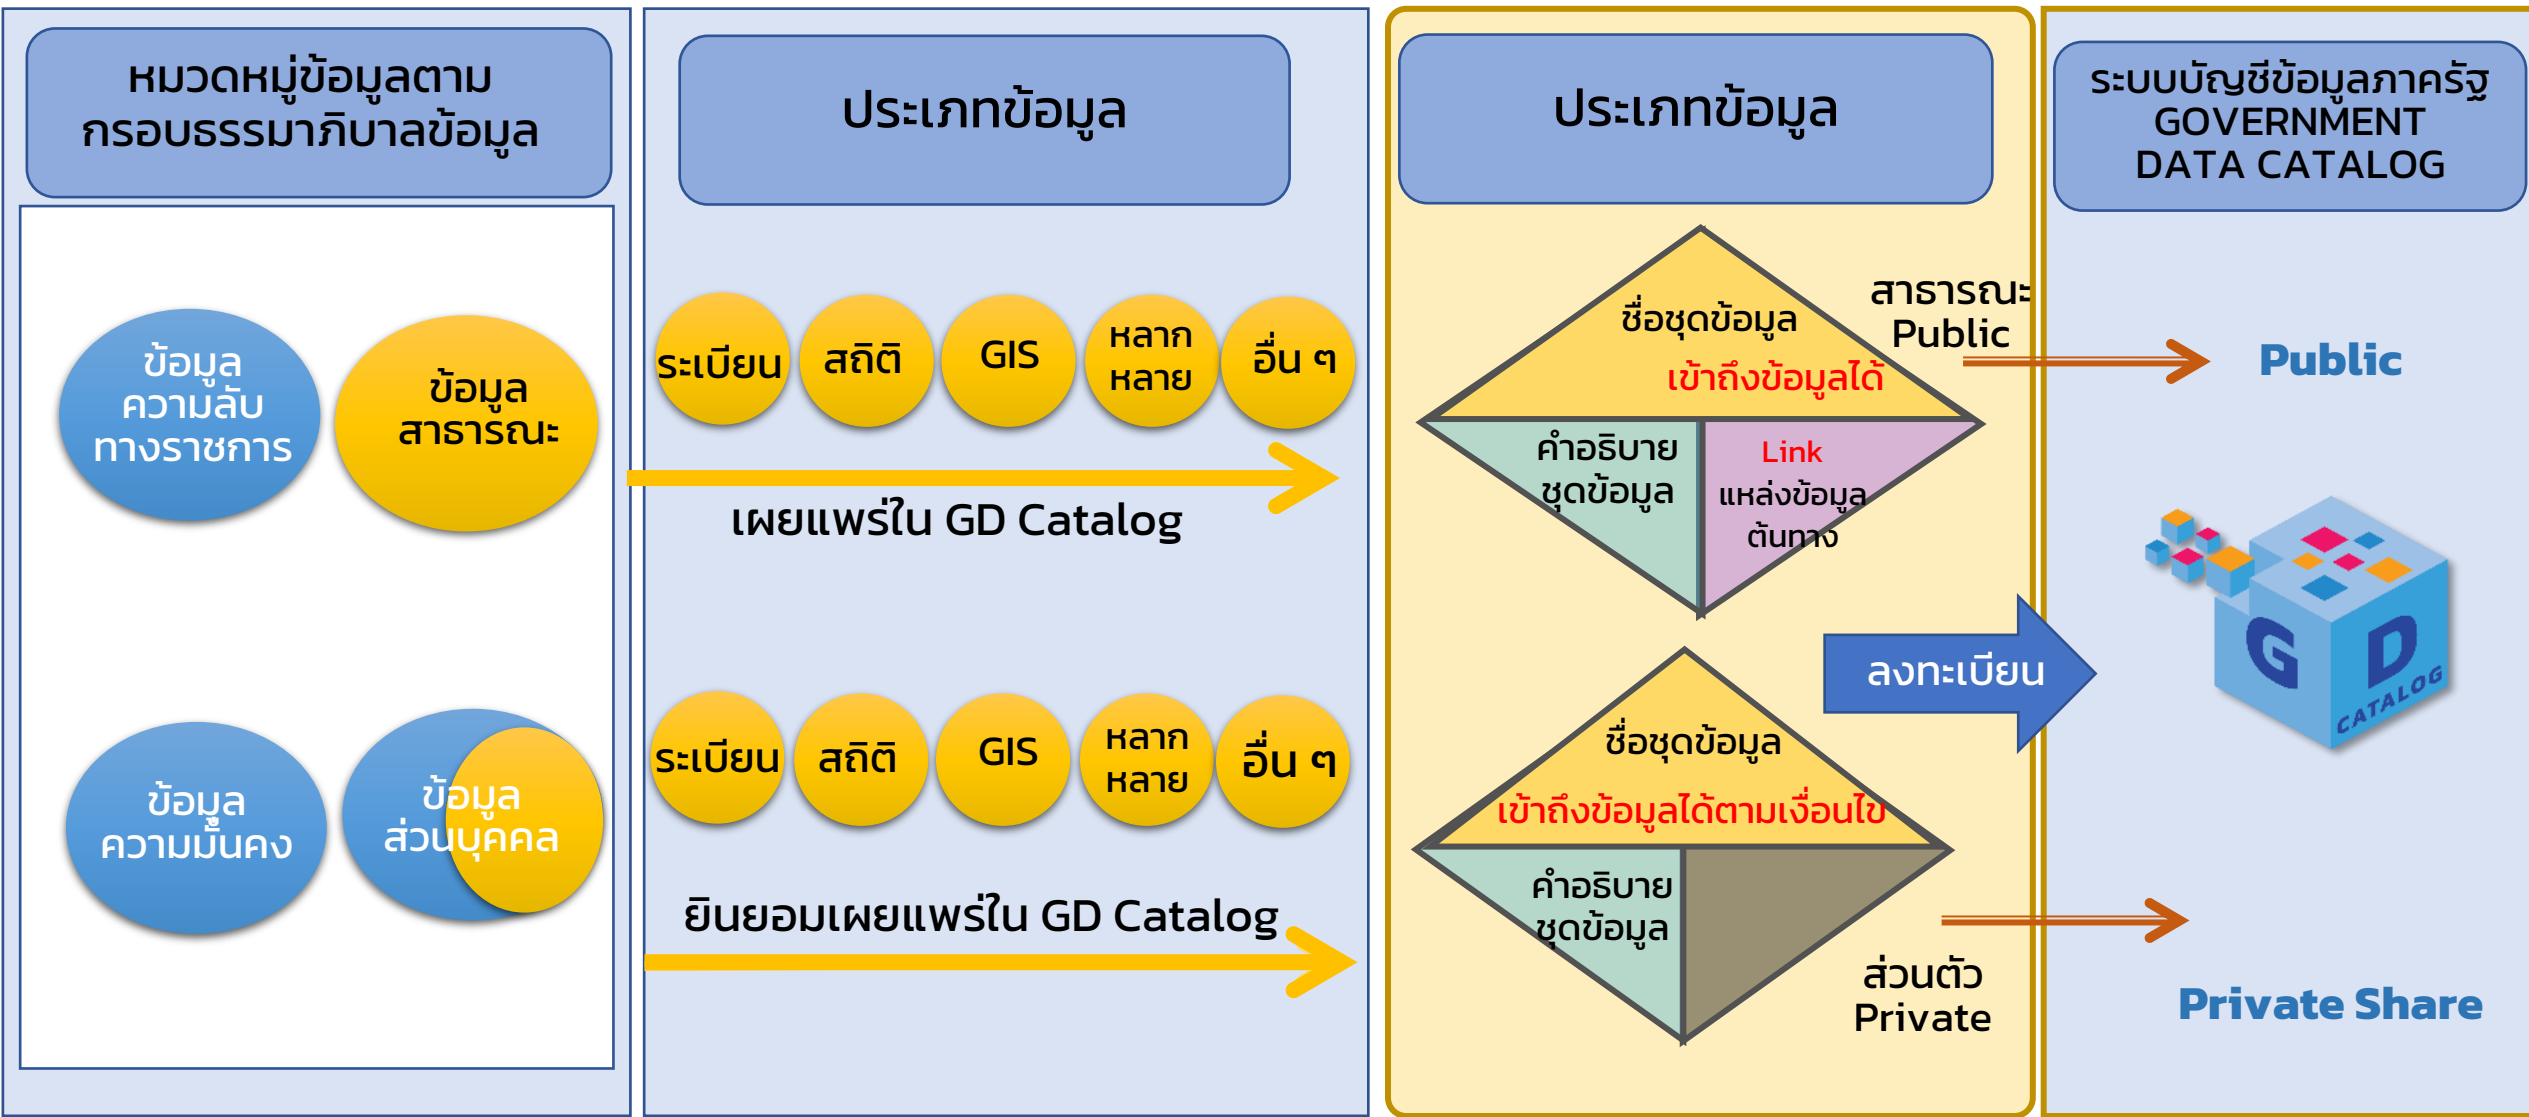 หมวดหมู่ข้อมูลตาม
กรอบธรรมาภิบาลข้อมูล
ข้อมูล
ความลับ
ทางราชการ
ข้อมูล
สาธารณะ
ข้อมูล
ความมั่นคง
ข้อมูล
ส่วนบุคคล
ประเภทข้อมูล
ระเบียน
สถิติ
GIS
หลาก
หลาย
อื่น ๆ
เผยแพร่ใน GD Catalog
ระเบียน
สถิติ
GIS
หลาก
หลาย
อื่น ๆ
ยินยอมเผยแพร่ใน GD Catalog
ประเภทข้อมูล
ชื่อชุดข้อมูล
เข้าถึงข้อมูลได้
คำอธิบาย
ชุดข้อมูล
Link
แหล่งข้อมูล
ต้นทาง
สาธารณะ
Public
ลงทะเบียน
ชื่อชุดข้อมูล
เข้าถึงข้อมูลได้ตามเงื่อนไข
คำอธิบาย
ชุดข้อมูล
ส่วนตัว
Private
ระบบบัญชีข้อมูลภาครัฐ
GOVERNMENT
DATA CATALOG
Public
G D
CATALOG
Private Share